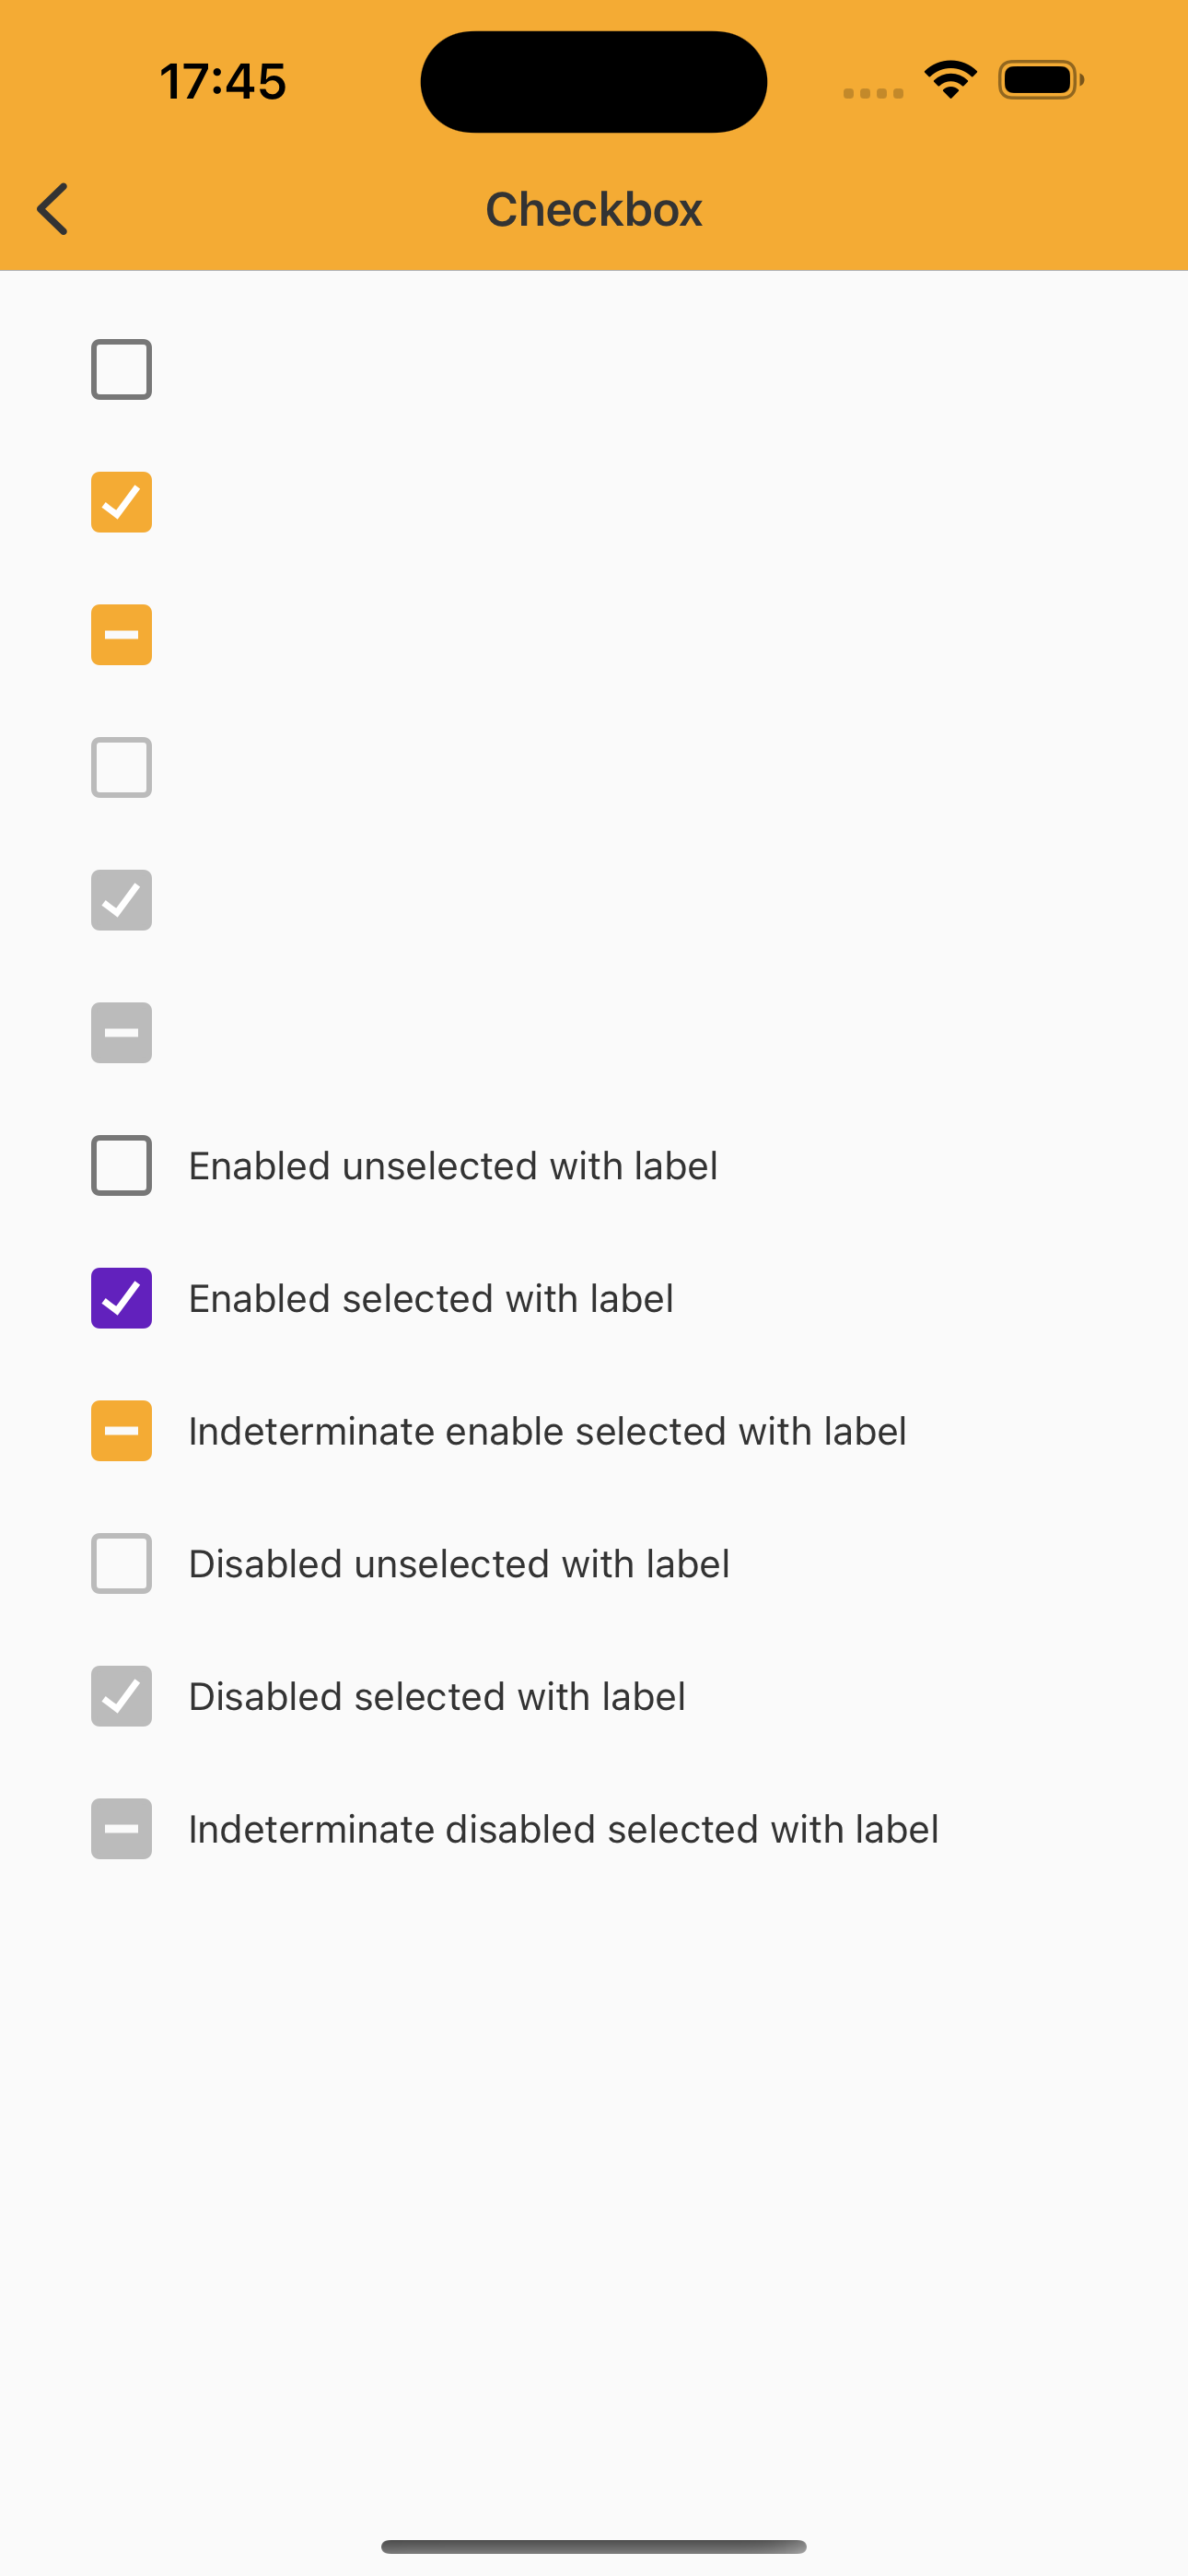 17:45
Checkbox
Enabled unselected with label
Enabled selected with label
Indeterminate enable selected with label
Disabled unselected with label
Disabled selected with label
Indeterminate disabled selected with label